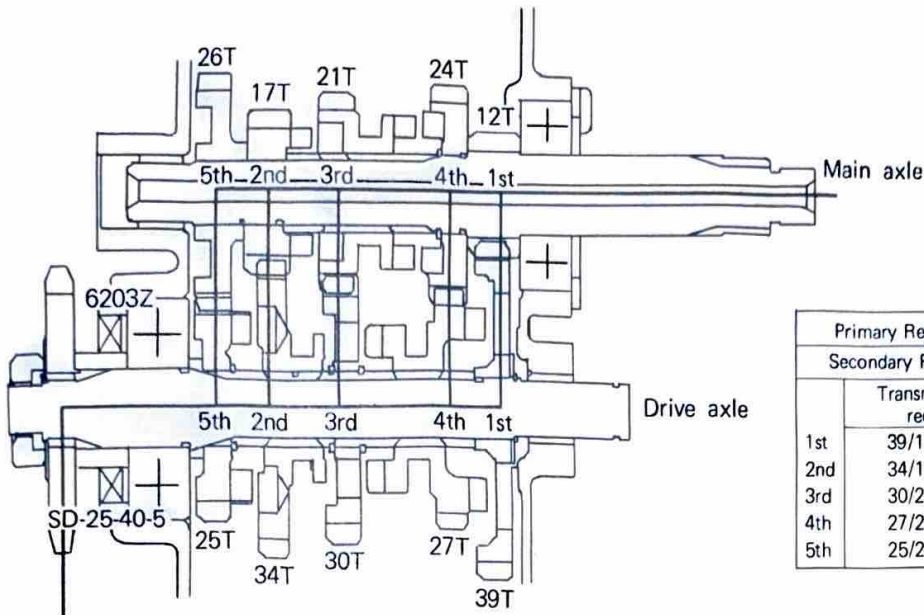 26T
17T
21T
24T
12T
5th 2nd 3rd 4th 1st
Main axle
6203Z
5th 2nd 3rd 4th 1st
Drive axle
SD-25-40-5
25T
34T
30T
27T
39T
Primary Re
Secondary
Trans
re
1st 39/1
2nd 34/1
3rd 30/2
4th 27/2
5th 25/2